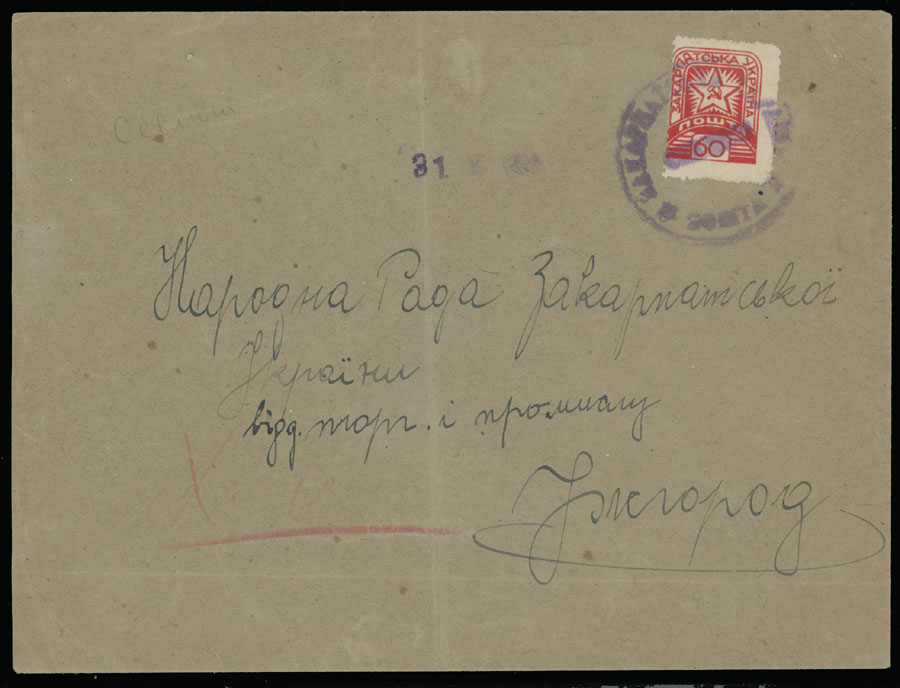 ЗАКАРПАТСЬКА УКРАЇНА
ПОШТА
60
31
Народна Рада Закарпатської
України
відд. торг. і промислу
Ужгород